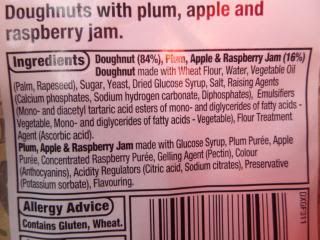 Doughnuts with plum, apple and
raspberry jam.
Ingredients Doughnut (84%), Plum, Apple & Raspberry Jam (16%)
Doughnut made with Wheat Flour, Water, Vegetable Oil
(Palm, Rapeseed), Sugar, Yeast, Dried Glucose Syrup, Salt, Raising Agents
(Calcium phosphates, Sodium hydrogen carbonate, Diphosphates), Emulsifiers
(Mono- and diacetyl tartaric esters of mono- and diglycerides of fatty acids -
Vegetable, Mono- and diglycerides of fatty acids - Vegetable), Flour Treatment
Agent (Ascorbic acid).
Plum, Apple & Raspberry Jam made with Glucose Syrup, Plum Purée, Apple
Purée, Concentrated Raspberry Purée, Gelling Agent (Pectin), Colour
(Anthocyanins), Acidity Regulators (Citric acid, Sodium citrates), Preservative
(Potassium sorbate), Flavouring.
Allergy Advice
Contains Gluten, Wheat.
DXGF311